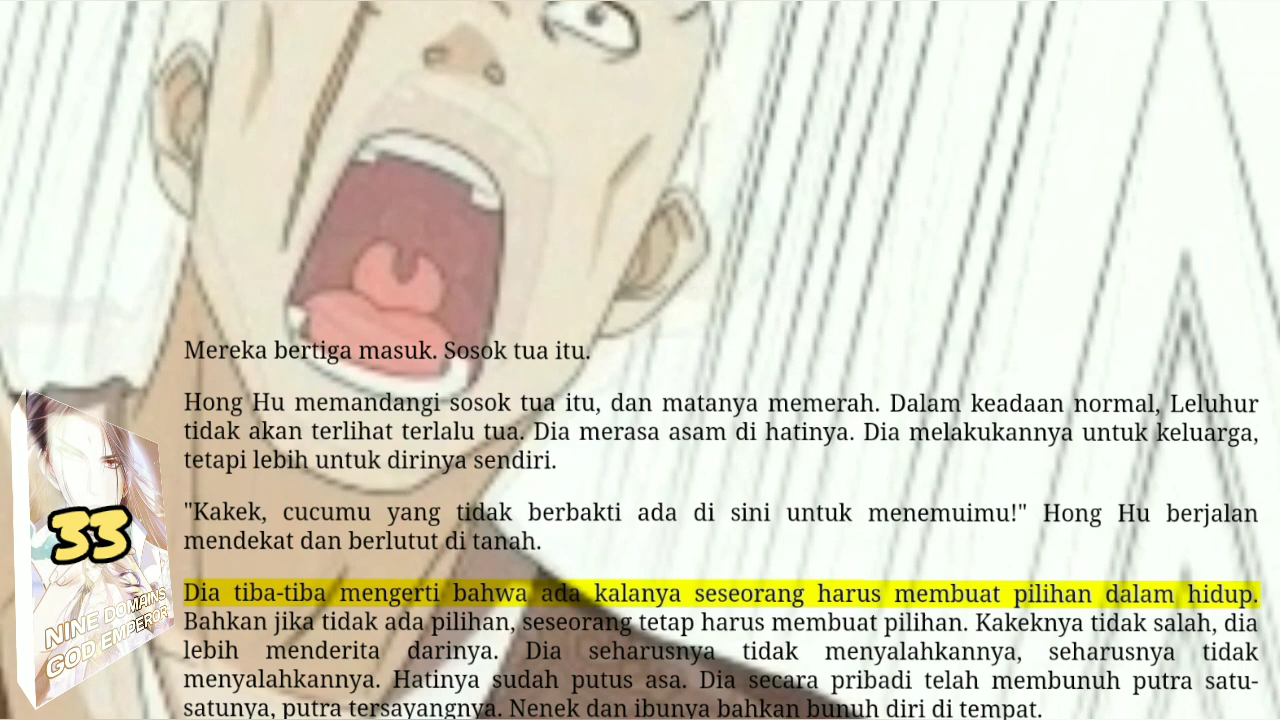 Mereka bertiga masuk. Sosok tua itu.
Hong Hu memandangi sosok tua itu, dan matanya memerah. Dalam keadaan normal, Leluhur
tidak akan terlihat terlalu tua. Dia merasa asam di hatinya. Dia melakukannya untuk keluarga,
tetapi lebih untuk dirinya sendiri.
"Kakek, cucumu yang tidak berbakti ada di sini untuk menemuimu!" Hong Hu berjalan
mendekat dan berlutut di tanah.
Dia tiba-tiba mengerti bahwa ada kalanya seseorang harus membuat pilihan dalam hidup.
Bahkan jika tidak ada pilihan, seseorang tetap harus membuat pilihan. Kakeknya tidak salah, dia
lebih menderita darinya. Dia seharusnya tidak menyalahkannya, seharusnya tidak
menyalahkannya. Hatinya sudah putus asa. Dia secara pribadi telah membunuh putra satu-
satunya, putra tersayangnya. Nenek dan ibunya bahkan bunuh diri di tempat.
33
NINE DOMAINS
GOD EMPEROR